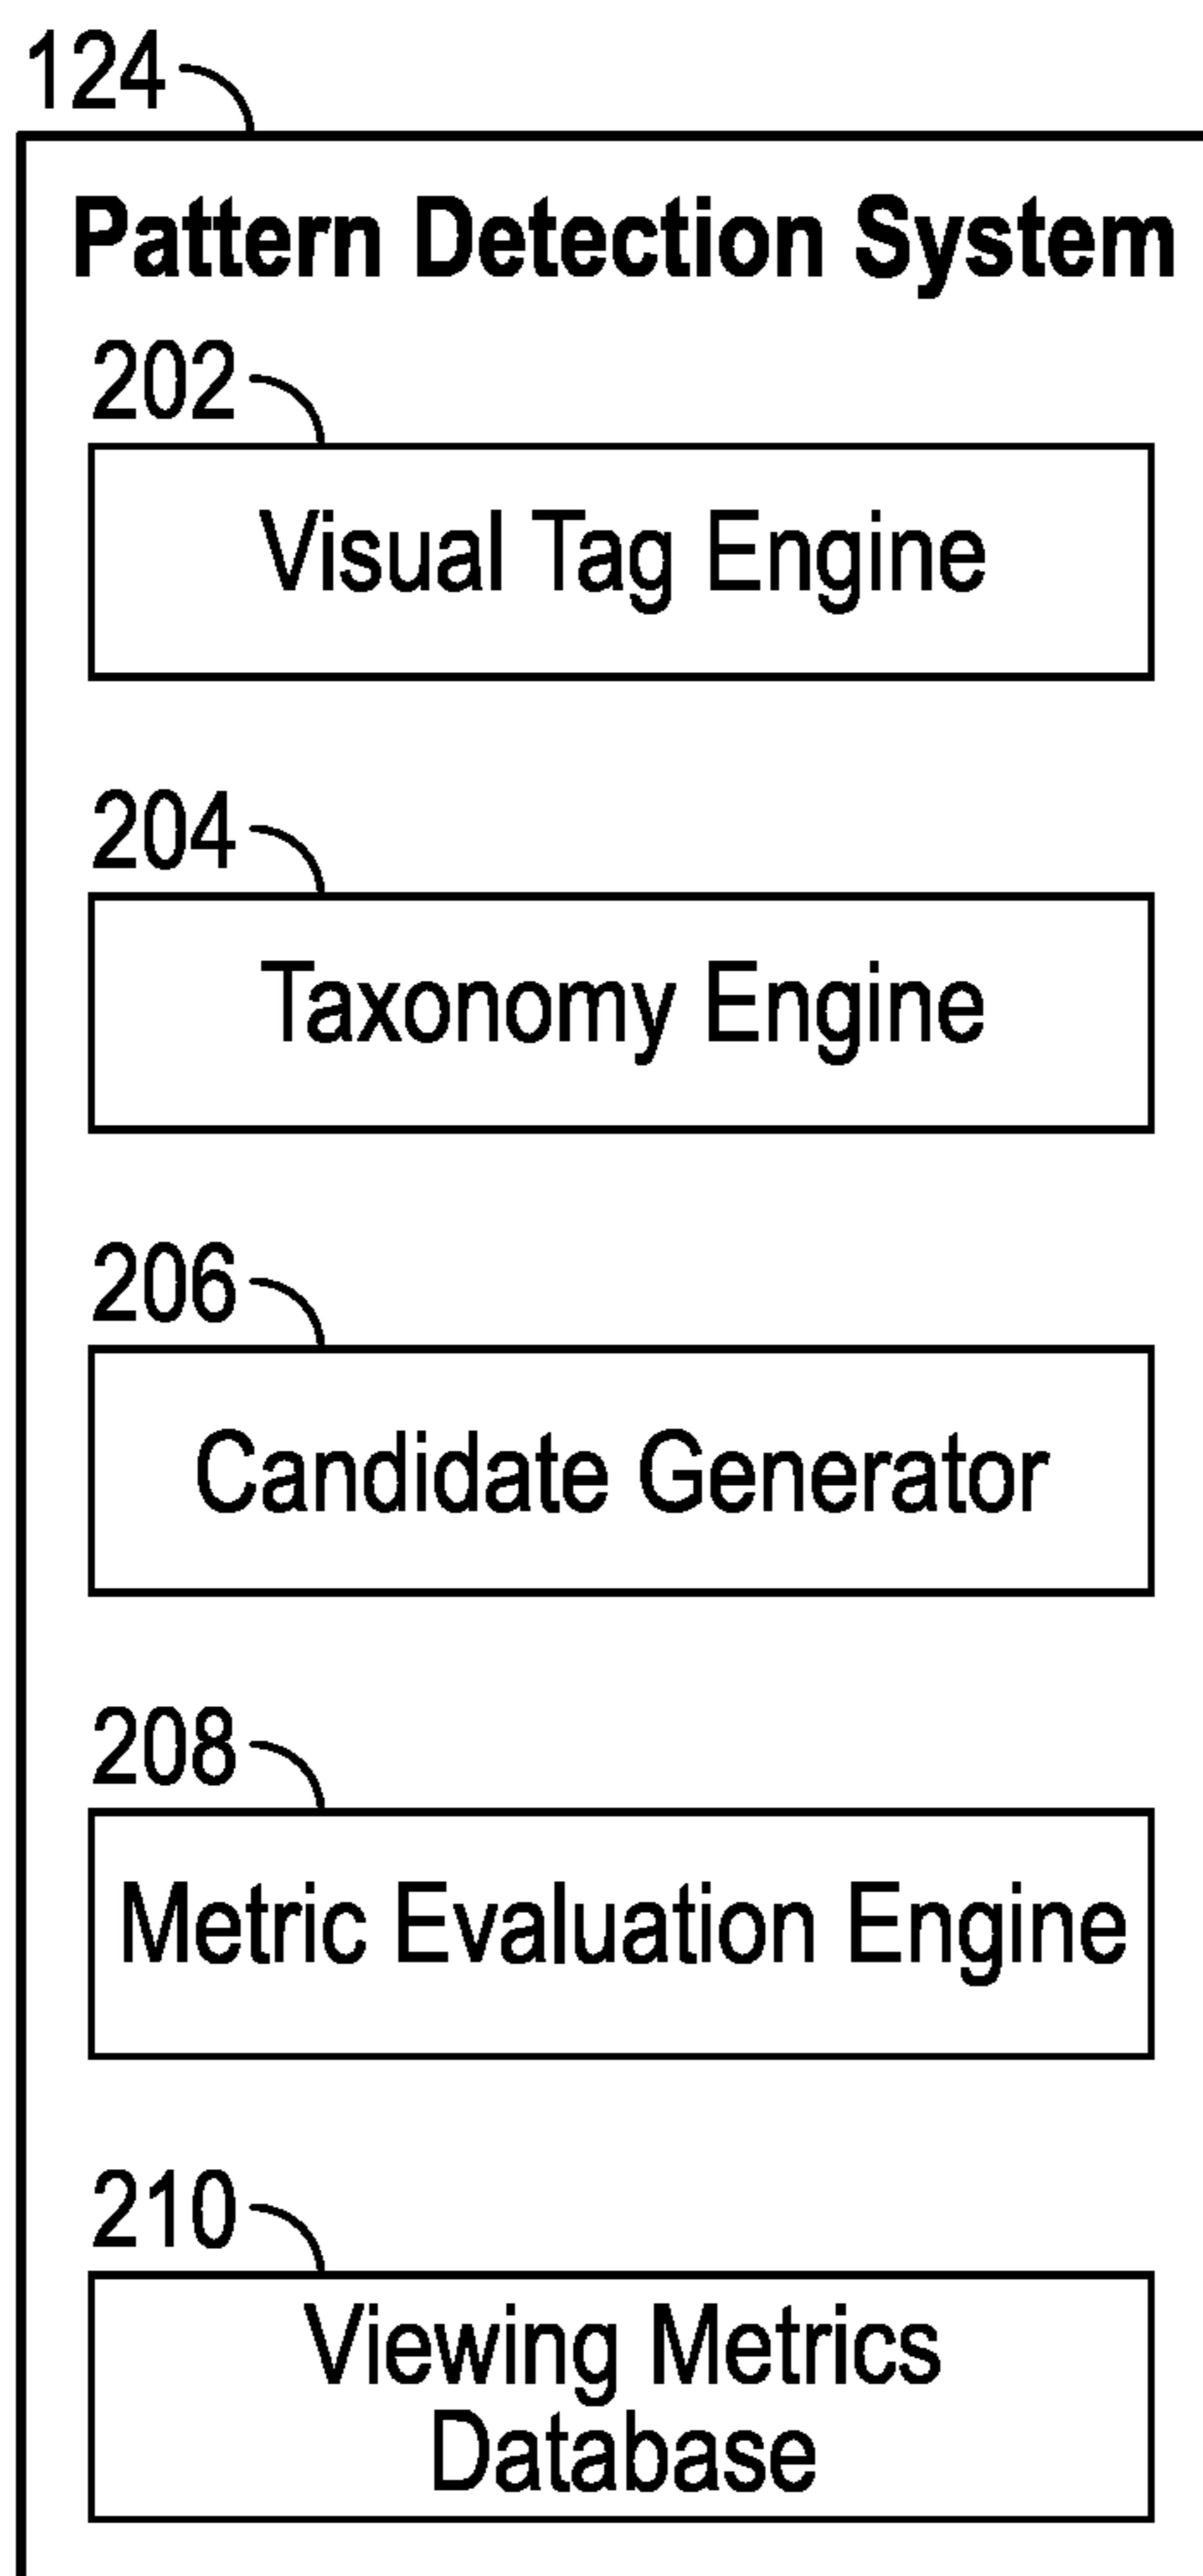 124
Pattern Detection System
202
Visual Tag Engine
204
Taxonomy Engine
206
Candidate Generator
208
Metric Evaluation Engine
210
Viewing Metrics
Database